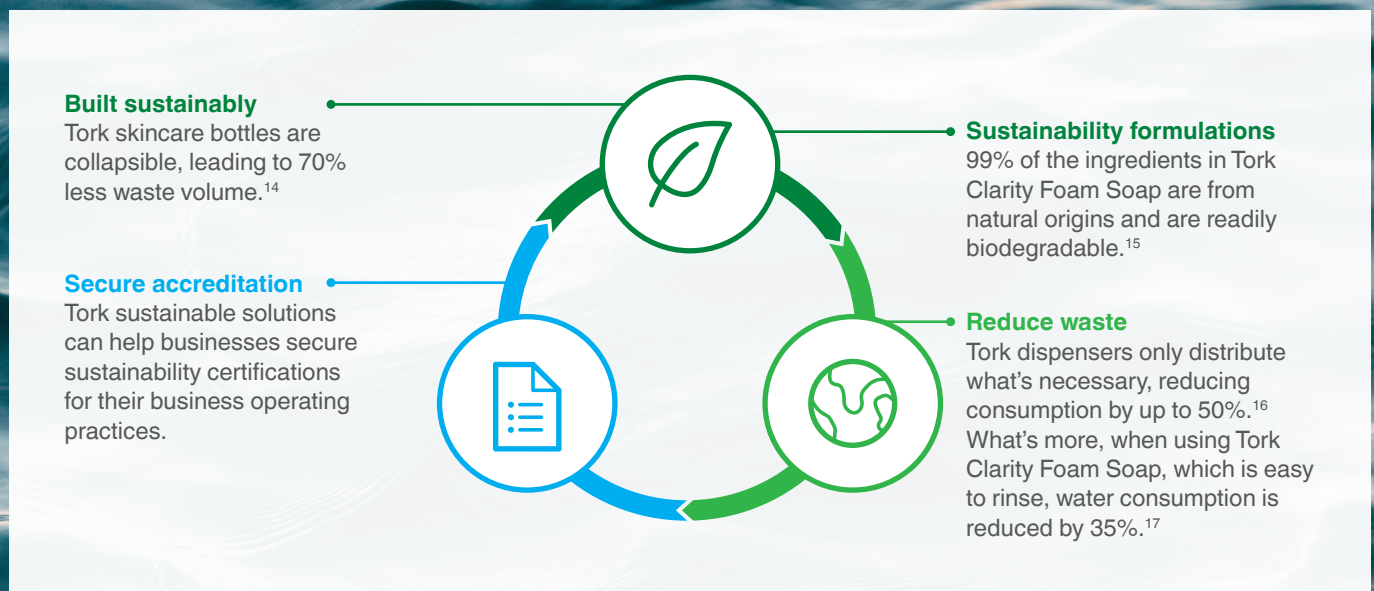 Built sustainably
Tork skincare bottles are
collapsible, leading to 70%
less waste volume.14
Secure accreditation
Tork sustainable solutions
can help businesses secure
sustainability certifications
for their business operating
practices.
Sustainability formulations
99% of the ingredients in Tork
Clarity Foam Soap are from
natural origins and are readily
biodegradable.15
Reduce waste
Tork dispensers only distribute
what’s necessary, reducing
consumption by up to 50%.16
What’s more, when using Tork
Clarity Foam Soap, which is easy
to rinse, water consumption is
reduced by 35%.17